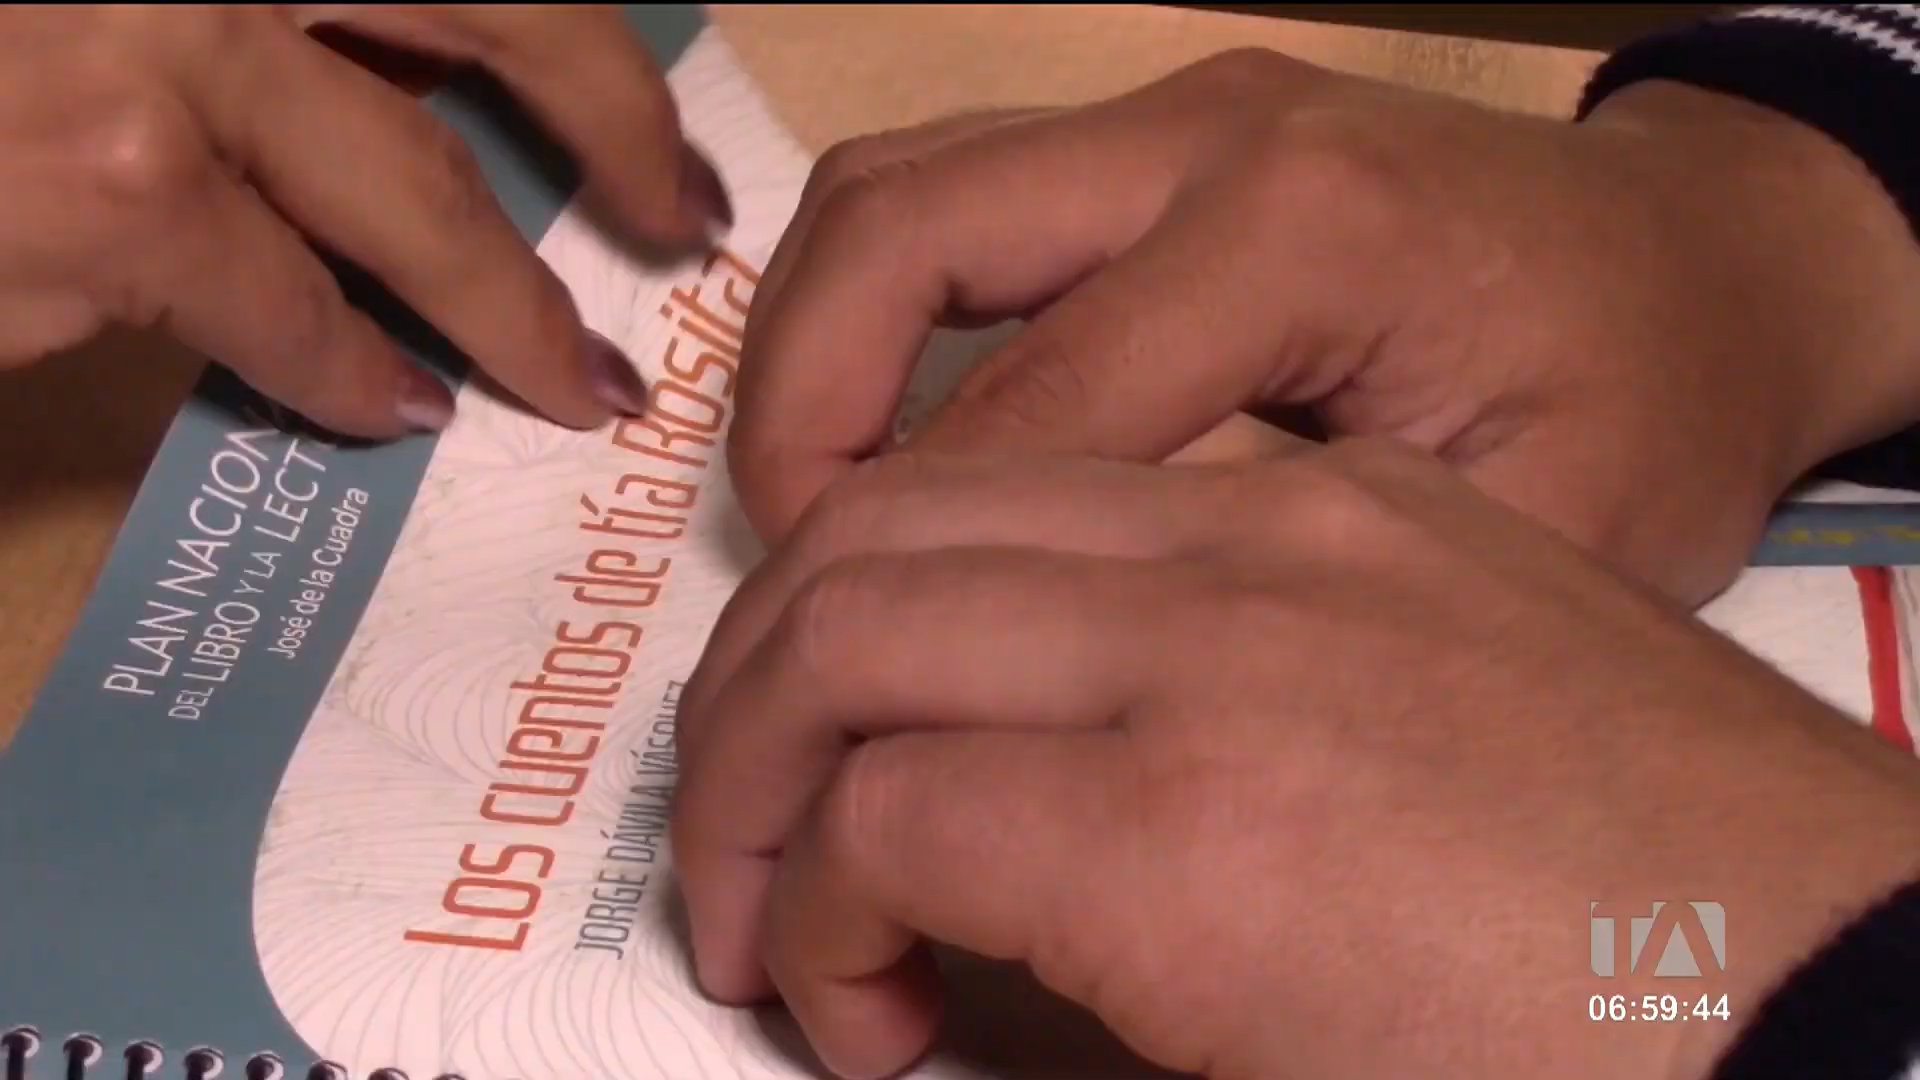 PLAN NACION
DEL LIBRO Y LA LECT
José de la Cuadra
Los cuentos de tía Rosita
JORGE DÁVILA VÁSQUEZ
TA
06:59:44